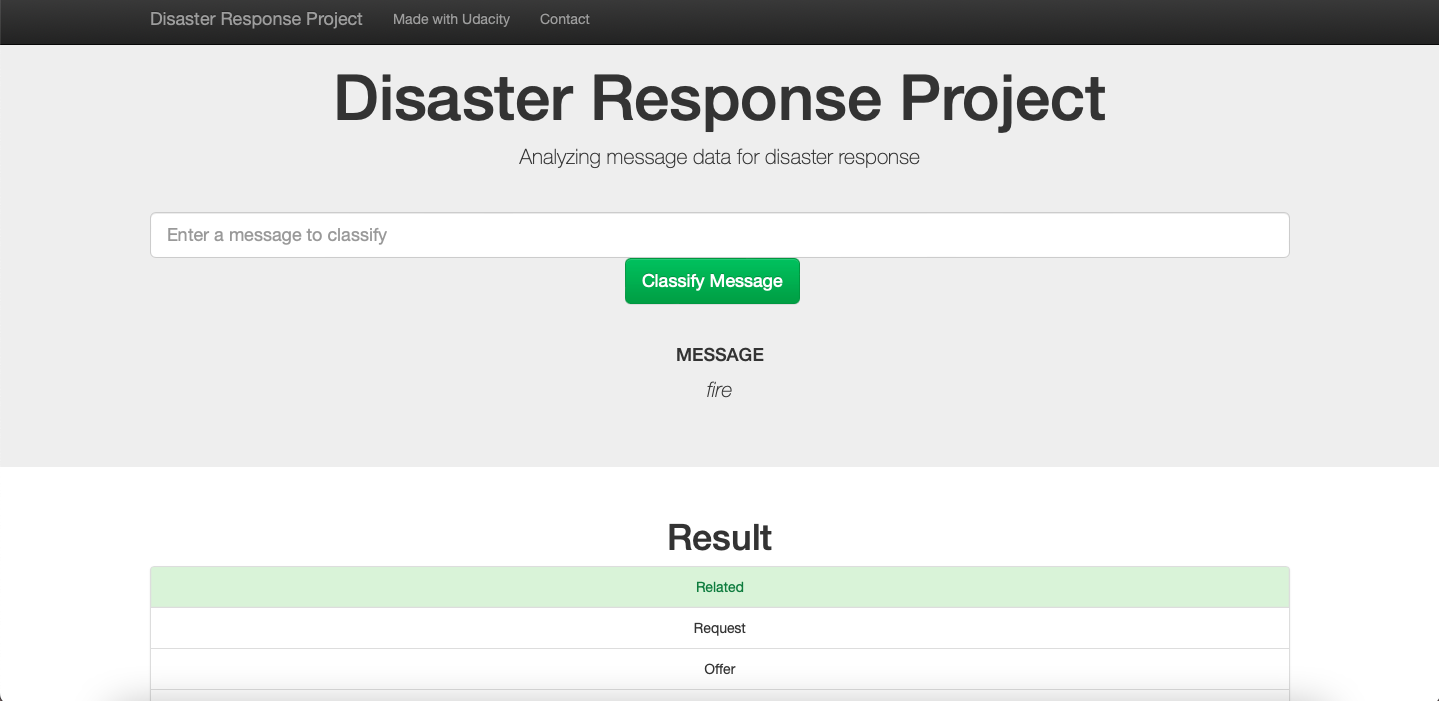 Disaster Response Project Made with Udacity Contact
Disaster Response Project
Analyzing message data for disaster response
Enter a message to classify
Classify Message
MESSAGE
fire
Result
Related
Request
Offer